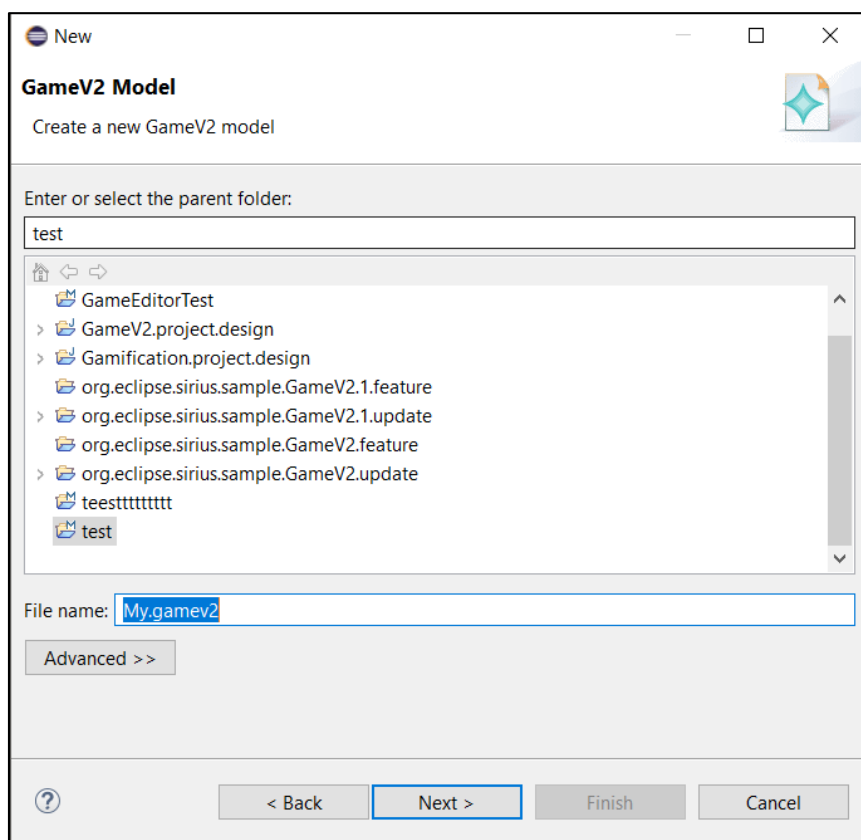 New
GameV2 Model
Create a new GameV2 model
Enter or select the parent folder:
test
GameEditorTest
GameV2.project.design
Gamification.project.design
org.eclipse.sirius.sample.GameV2.1.feature
org.eclipse.sirius.sample.GameV2.1.update
org.eclipse.sirius.sample.GameV2.feature
org.eclipse.sirius.sample.GameV2.update
teesttttttttt
test
File name: My.gamev2
Advanced >>
? < Back Next > Finish Cancel